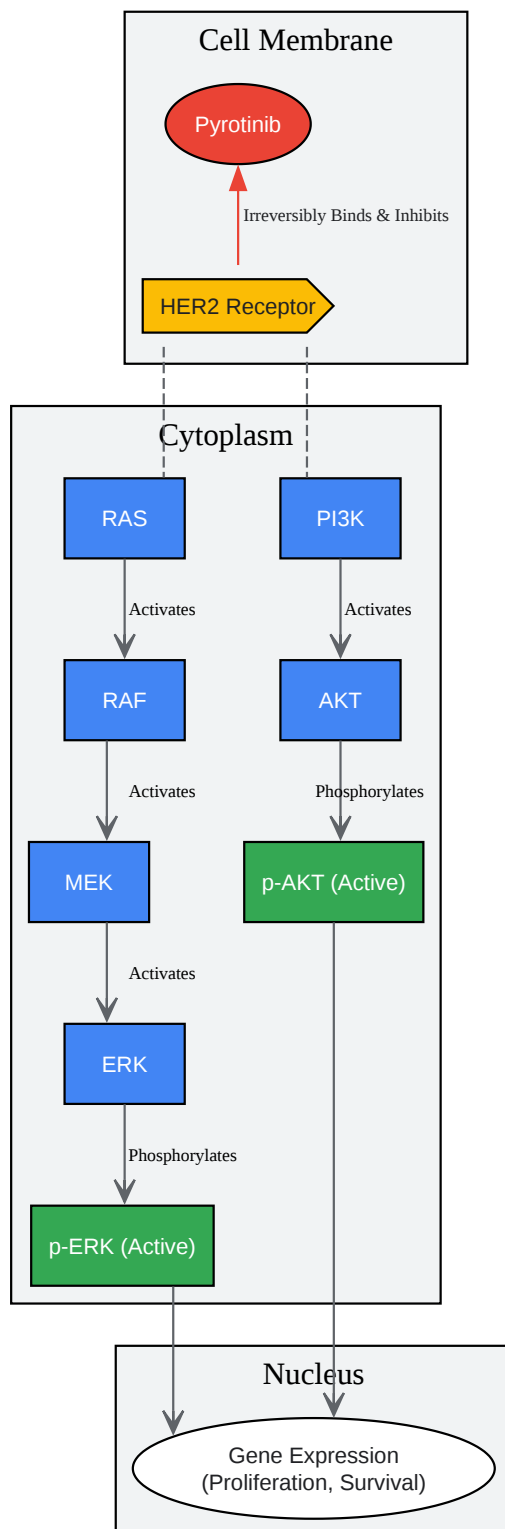 Cell Membrane
Pyrotinib
Irreversibly Binds & Inhibits
HER2 Receptor
Cytoplasm
RAS
PI3K
Activates
Activates
RAF
AKT
Activates
Phosphorylates
MEK
p-AKT (Active)
Activates
ERK
Phosphorylates
p-ERK (Active)
Nucleus
Gene Expression
(Proliferation, Survival)